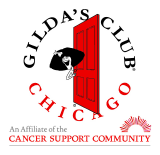 GILDA'S CLUB®
CHICAGO
An Affiliate of the
CANCER SUPPORT COMMUNITY